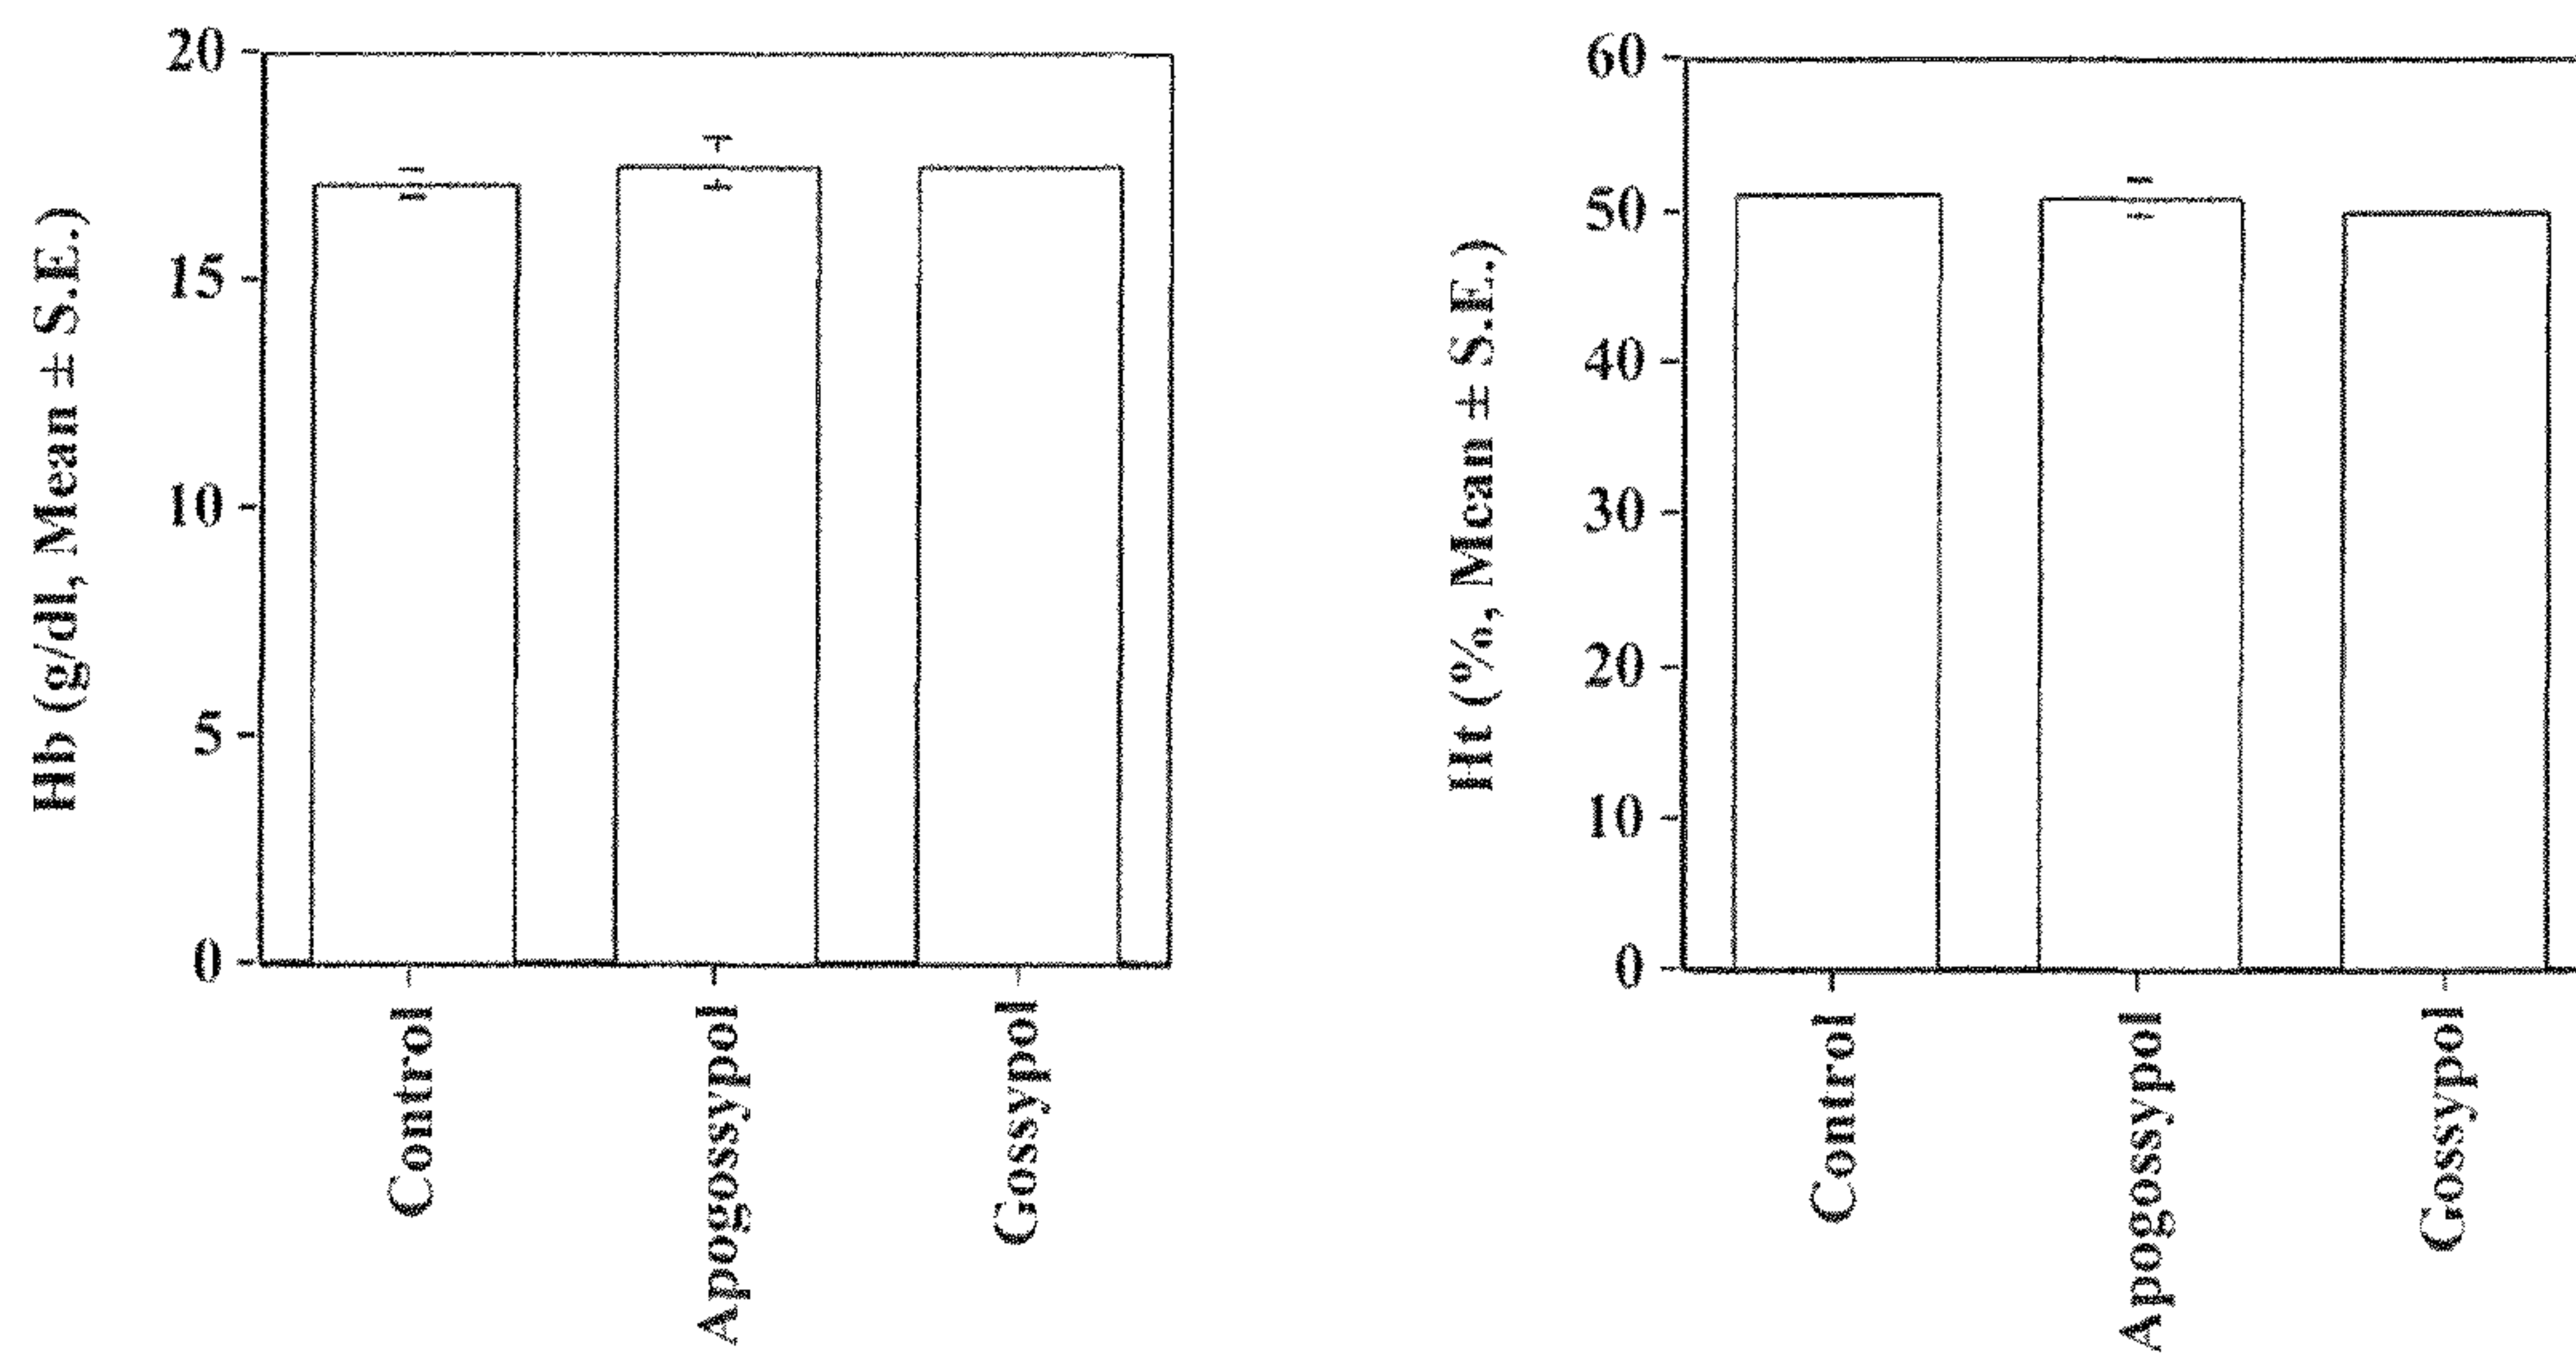 Hb (g/dl, Mean ± S.E.)
20
15
10
5
0
Control
Apogossypol
Gossypol
Ht (%, Mean ± S.E.)
60
50
40
30
20
10
0
Control
Apogossypol
Gossypol